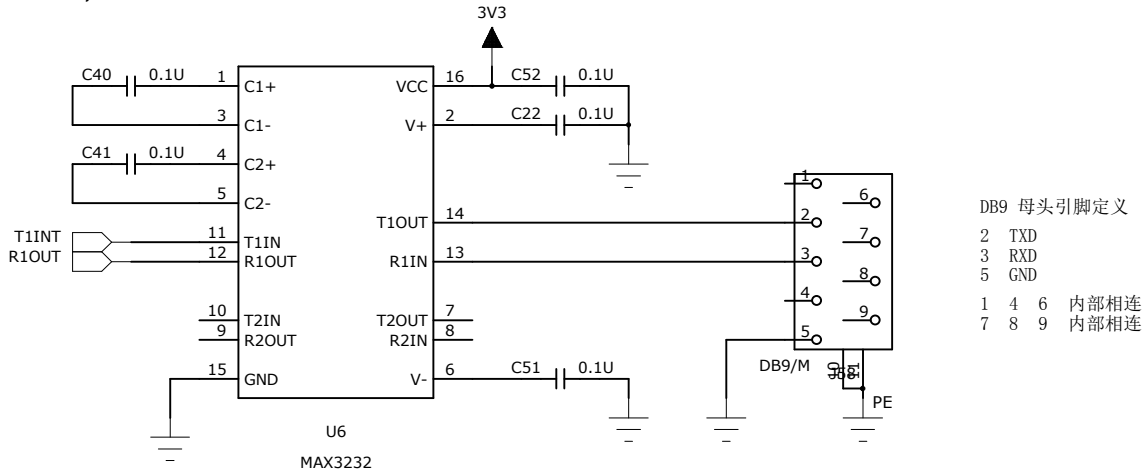 3V3
C40 0.1U 1 C1+ VCC 16 C52 0.1U
3 C1- V+ 2 C22 0.1U
C41 0.1U 4 C2+
5 C2-
T1INT 11 T1IN T1OUT 14
R1OUT 12 R1OUT R1IN 13
10 T2IN T2OUT 7
9 R2OUT R2IN 8
15 GND V- 6 C51 0.1U
U6
MAX3232
1
6
2
7
3
8
4
9
5
DB9/M
10 11
PE
DB9 母头引脚定义
2 TXD
3 RXD
5 GND
1 4 6 内部相连
7 8 9 内部相连